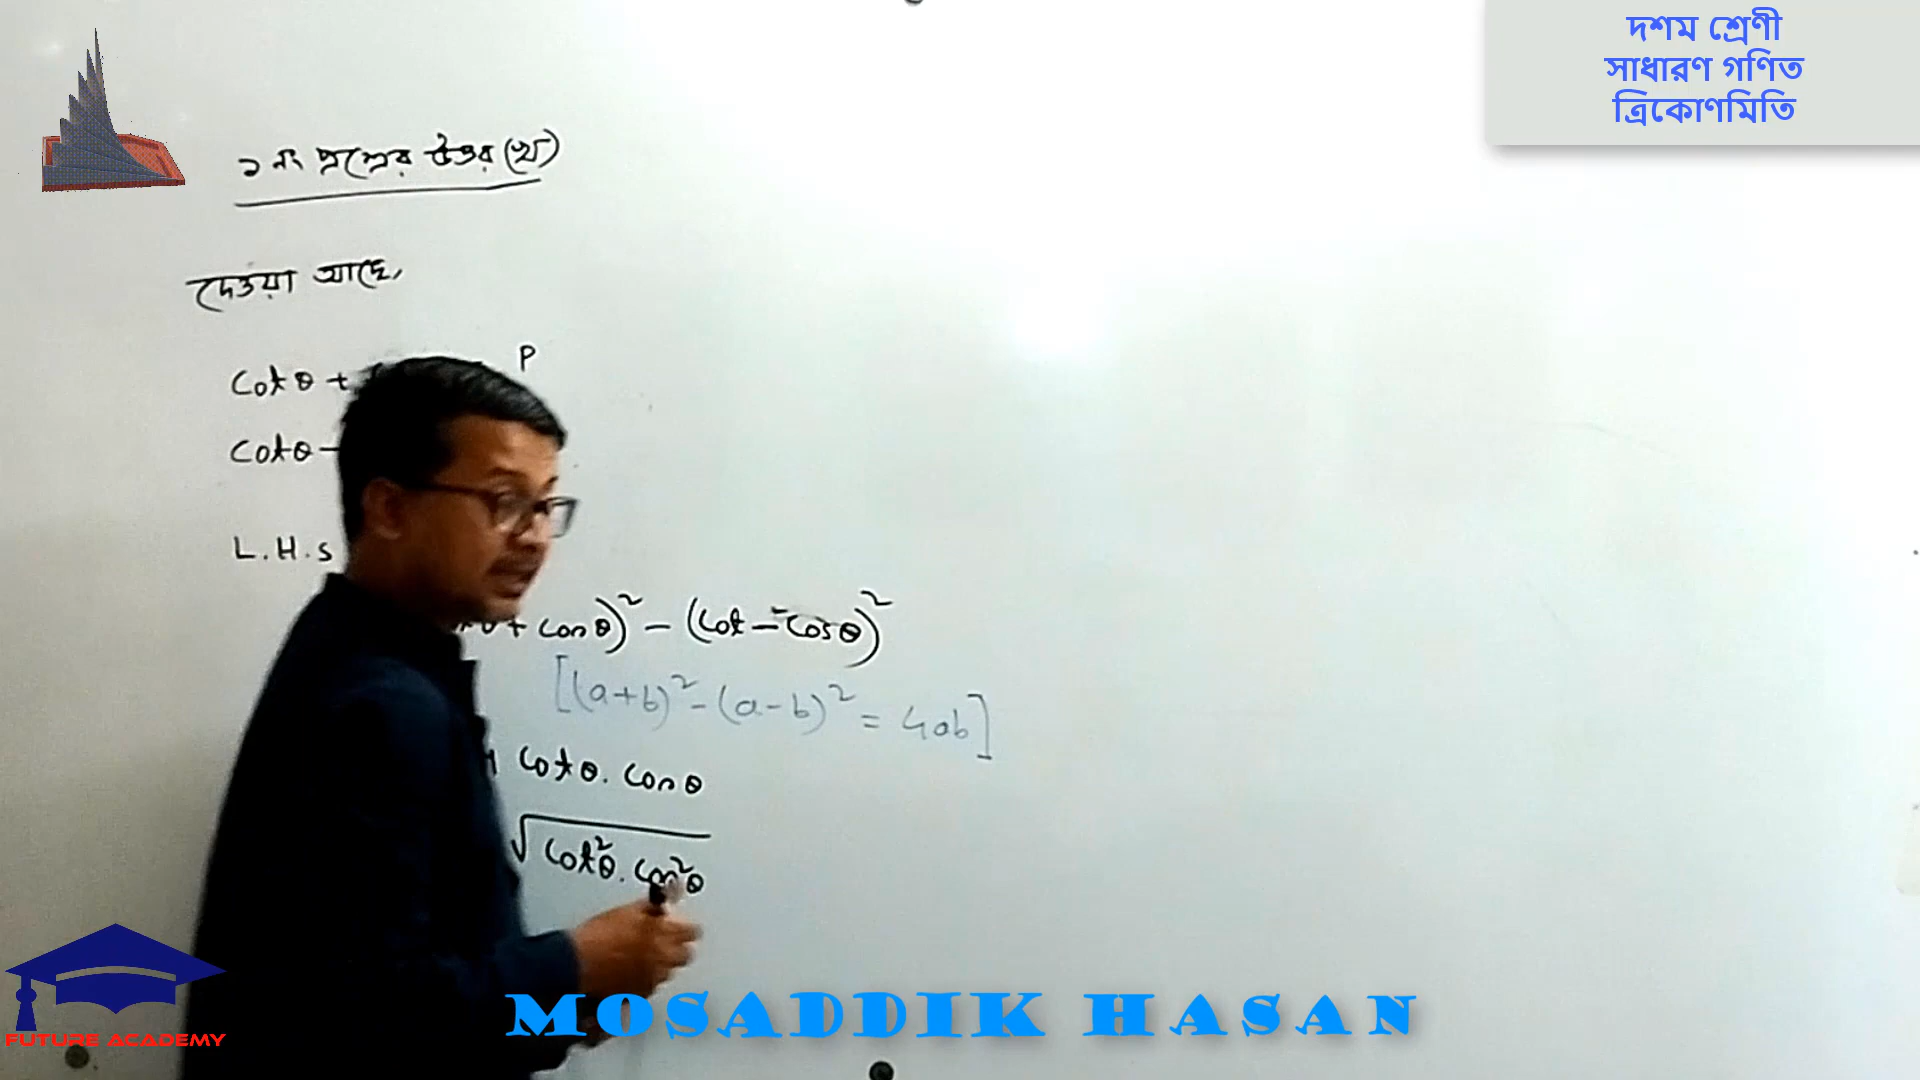 দশম শ্রেণী
সাধারণ গণিত
ত্রিকোণমিতি
১ নং প্রশ্নের উত্তর (খ)
দেওয়া আছে,
Cotθ +
P
Cotθ -
L.H.S
+ Cosθ)² - (Cot - Cosθ)²
[(a+b)² - (a-b)² = 4ab]
Cotθ. Cosθ
√Cot²θ. Cos²θ
FUTURE ACADEMY
MOSADDIK HASAN